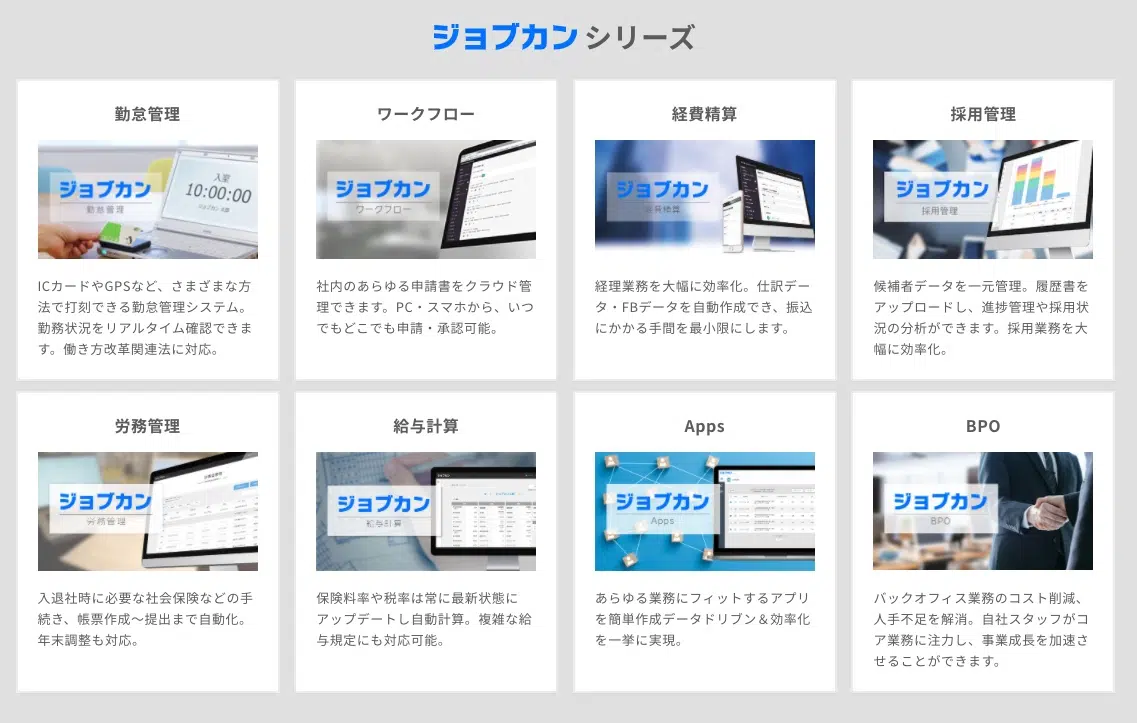 ジョブカン シリーズ
勤怠管理
ジョブカン
勤怠管理
入室
10:00:00
ICカードやGPSなど、さまざまな方
法で打刻できる勤怠管理システム。
勤務状況をリアルタイム確認できま
す。働き方改革関連法に対応。
ワークフロー
ジョブカン
ワークフロー
社内のあらゆる申請書をクラウド管
理できます。PC・スマホから、いつ
でもどこでも申請・承認可能。
経費精算
ジョブカン
経費精算
経理業務を大幅に効率化。仕訳デー
タ・FBデータを自動作成でき、振込
にかかる手間を最小限にします。
採用管理
ジョブカン
採用管理
候補者データを一元管理。履歴書を
アップロードし、進捗管理や採用状
況の分析ができます。採用業務を大
幅に効率化。
労務管理
ジョブカン
労務管理
入退社時に必要な社会保険などの手
続き、帳票作成〜提出まで自動化。
年末調整も対応。
給与計算
ジョブカン
給与計算
保険料率や税率は常に最新状態に
アップデートし自動計算。複雑な給
与規定にも対応可能。
Apps
ジョブカン
Apps
あらゆる業務にフィットするアプリ
を簡単作成データドリブン＆効率化
を一挙に実現。
BPO
ジョブカン
BPO
バックオフィス業務のコスト削減、
人手不足を解消。自社スタッフがコ
ア業務に注力し、事業成長を加速さ
せることができます。